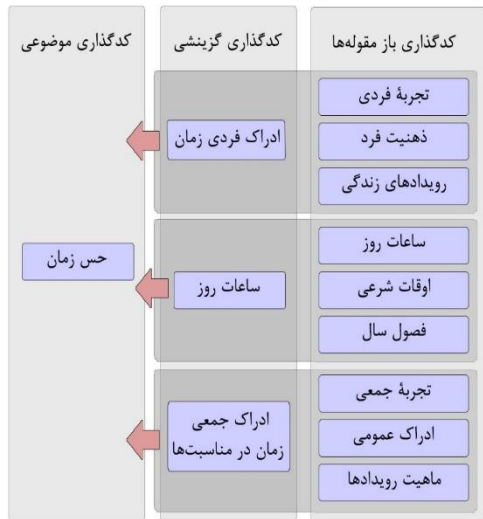 کدگذاری باز مقوله‌ها
کدگذاری گزینشی
کدگذاری موضوعی
تجربهٔ فردی
ذهنیت فرد
رویدادهای زندگی
ادراک فردی زمان
ساعات روز
اوقات شرعی
فصول سال
ساعات روز
حس زمان
تجربهٔ جمعی
ادراک عمومی
ماهیت رویدادها
ادراک جمعی
زمان در مناسبت‌ها